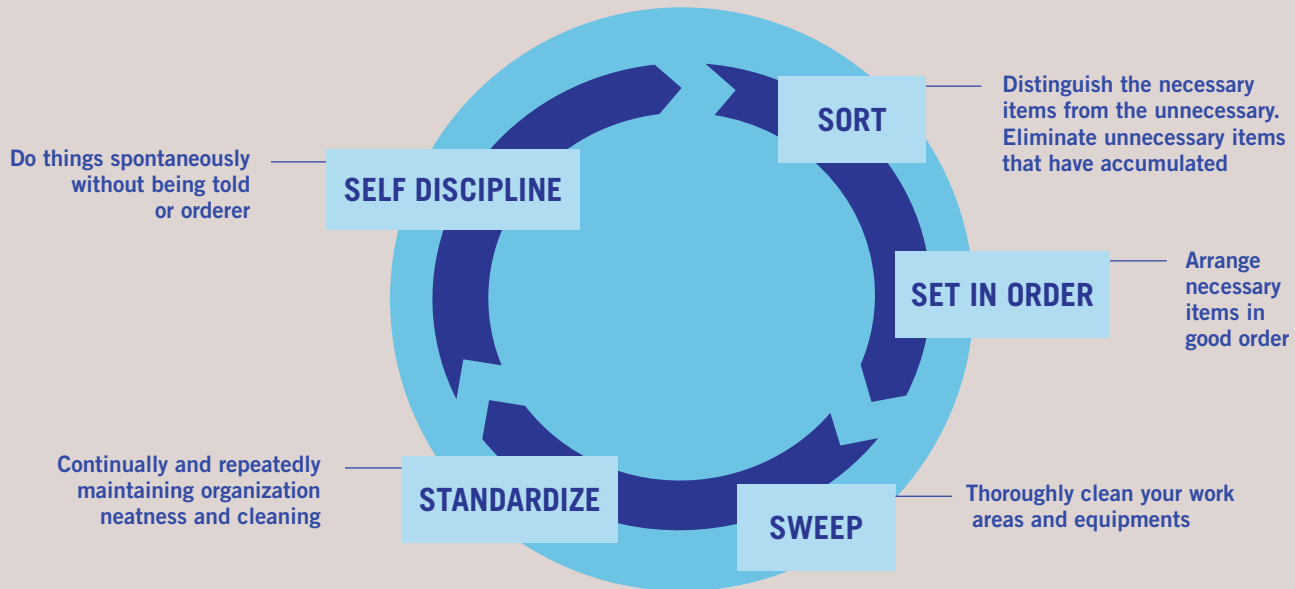 SORT
Distinguish the necessary
items from the unnecessary.
Eliminate unnecessary items
that have accumulated
SET IN ORDER
Arrange
necessary
items in
good order
SWEEP
Thoroughly clean your work
areas and equipments
STANDARDIZE
Continually and repeatedly
maintaining organization
neatness and cleaning
SELF DISCIPLINE
Do things spontaneously
without being told
or orderer